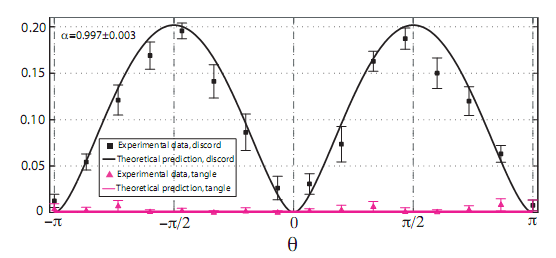 0.20
α=0.997±0.003
0.15
0.10
Experimental data, discord
Theoretical prediction, discord
0.05
Experimental data, tangle
Theoretical prediction, tangle
0
−π −π/2 0 π/2 π
θ